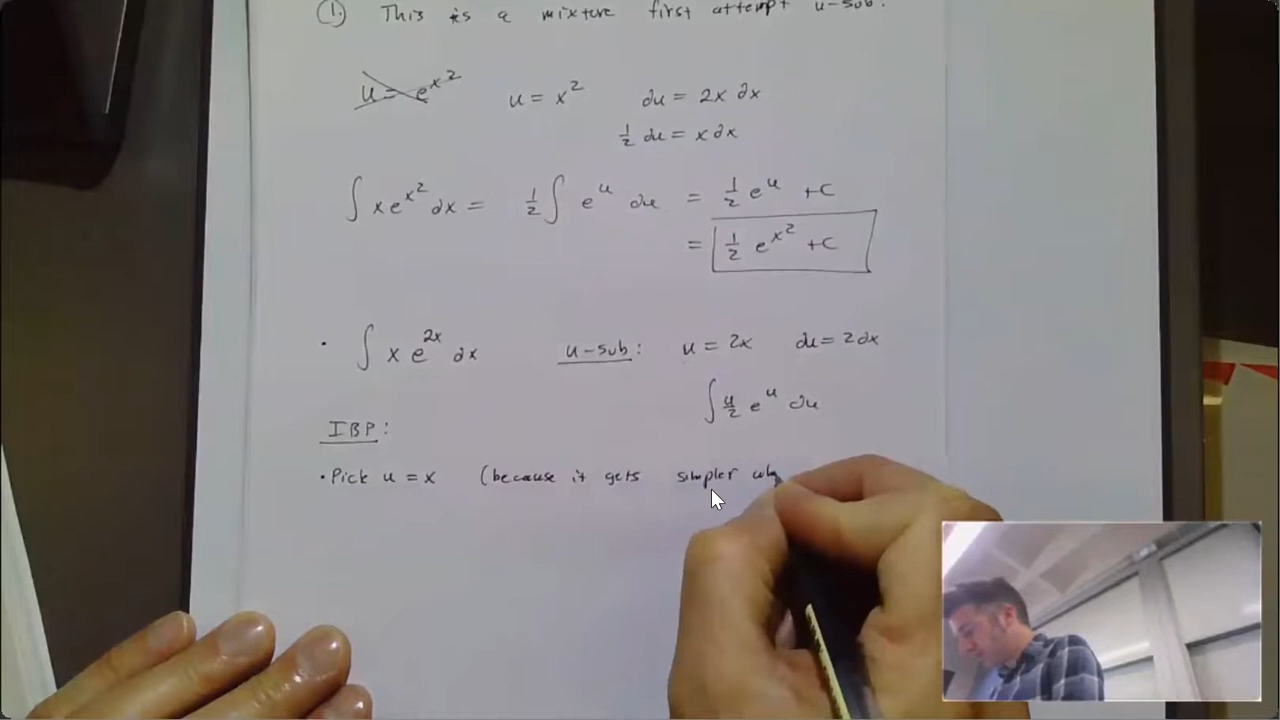 ① This is a mixture first attempt u-sub.
u = e^{x^2} u = x^2 du = 2x dx
1/2 du = x dx
∫ x e^{x^2} dx = 1/2 ∫ e^u du = 1/2 e^u + C
= 1/2 e^{x^2} + C
• ∫ x e^{2x} dx u-sub: u = 2x du = 2dx
∫ u/2 e^u du
IBP:
• Pick u = x (because it gets simpler